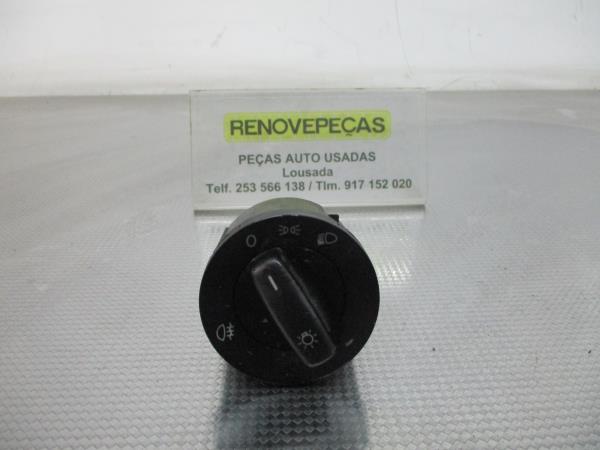 RENOVEPEÇAS
PEÇAS AUTO USADAS
Lousada
Telf. 253 566 138 / Tlm. 917 152 020
O